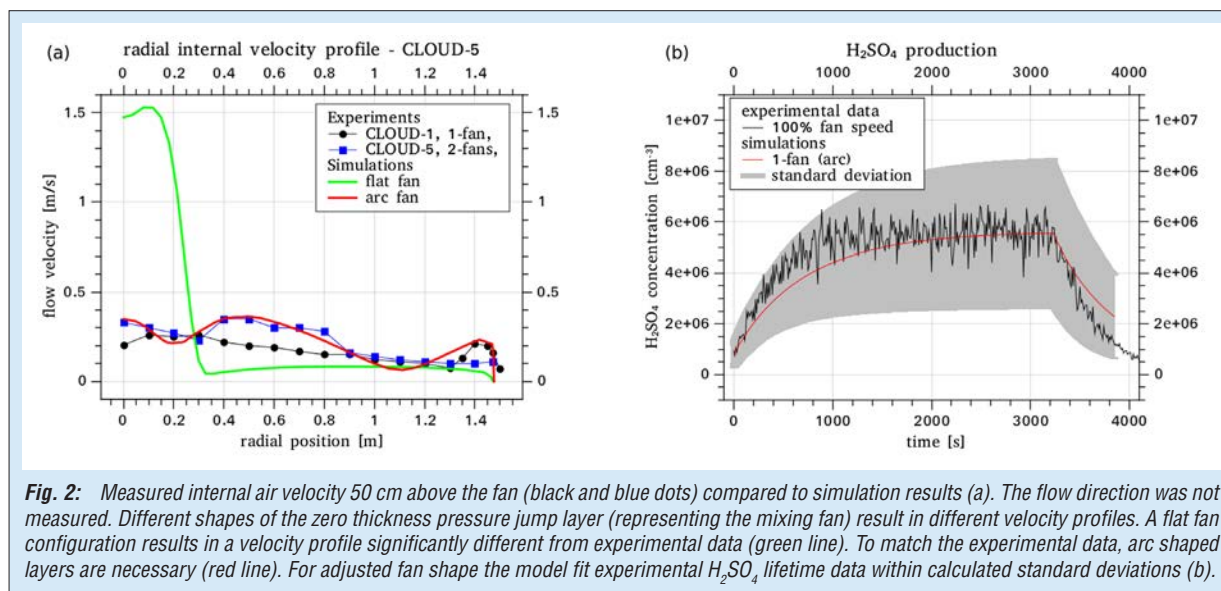 (a)
radial internal velocity profile - CLOUD-5
0 0.2 0.4 0.6 0.8 1 1.2 1.4
1.5
1
0.5
0
flow velocity [m/s]
Experiments
CLOUD-1, 1-fan,
CLOUD-5, 2-fans,
Simulations
flat fan
arc fan
1.5
1
0.5
0
0 0.2 0.4 0.6 0.8 1 1.2 1.4
radial position [m]
(b)
H₂SO₄ production
0 1000 2000 3000 4000
1e+07
8e+06
6e+06
4e+06
2e+06
0
H₂SO₄ concentration [cm⁻³]
experimental data
100% fan speed
simulations
1-fan (arc)
standard deviation
1e+07
8e+06
6e+06
4e+06
2e+06
0
0 1000 2000 3000 4000
time [s]
Fig. 2: Measured internal air velocity 50 cm above the fan (black and blue dots) compared to simulation results (a). The flow direction was not
measured. Different shapes of the zero thickness pressure jump layer (representing the mixing fan) result in different velocity profiles. A flat fan
configuration results in a velocity profile significantly different from experimental data (green line). To match the experimental data, arc shaped
layers are necessary (red line). For adjusted fan shape the model fit experimental H₂SO₄ lifetime data within calculated standard deviations (b).